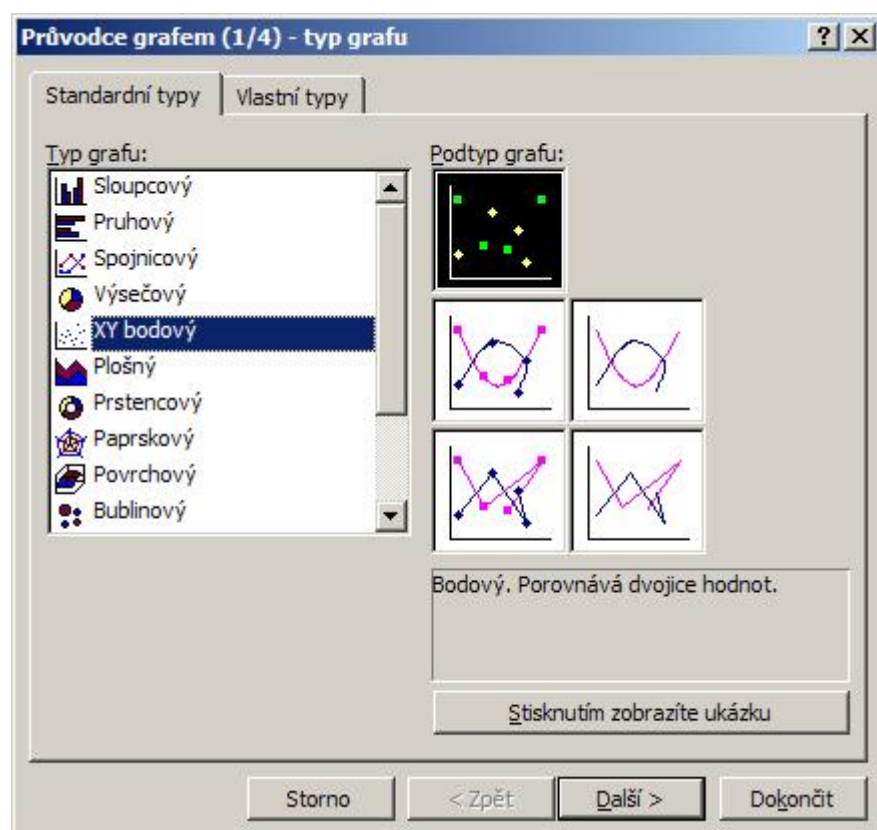 Průvodce grafem (1/4) - typ grafu
Standardní typy
Vlastní typy
Typ grafu:
Sloupcový
Pruhový
Spojnicový
Výsečový
XY bodový
Plošný
Prstencový
Paprskový
Povrchový
Bublinový
Podtyp grafu:
Bodový. Porovnává dvojice hodnot.
Stisknutím zobrazíte ukázku
Storno
< Zpět
Další >
Dokončit